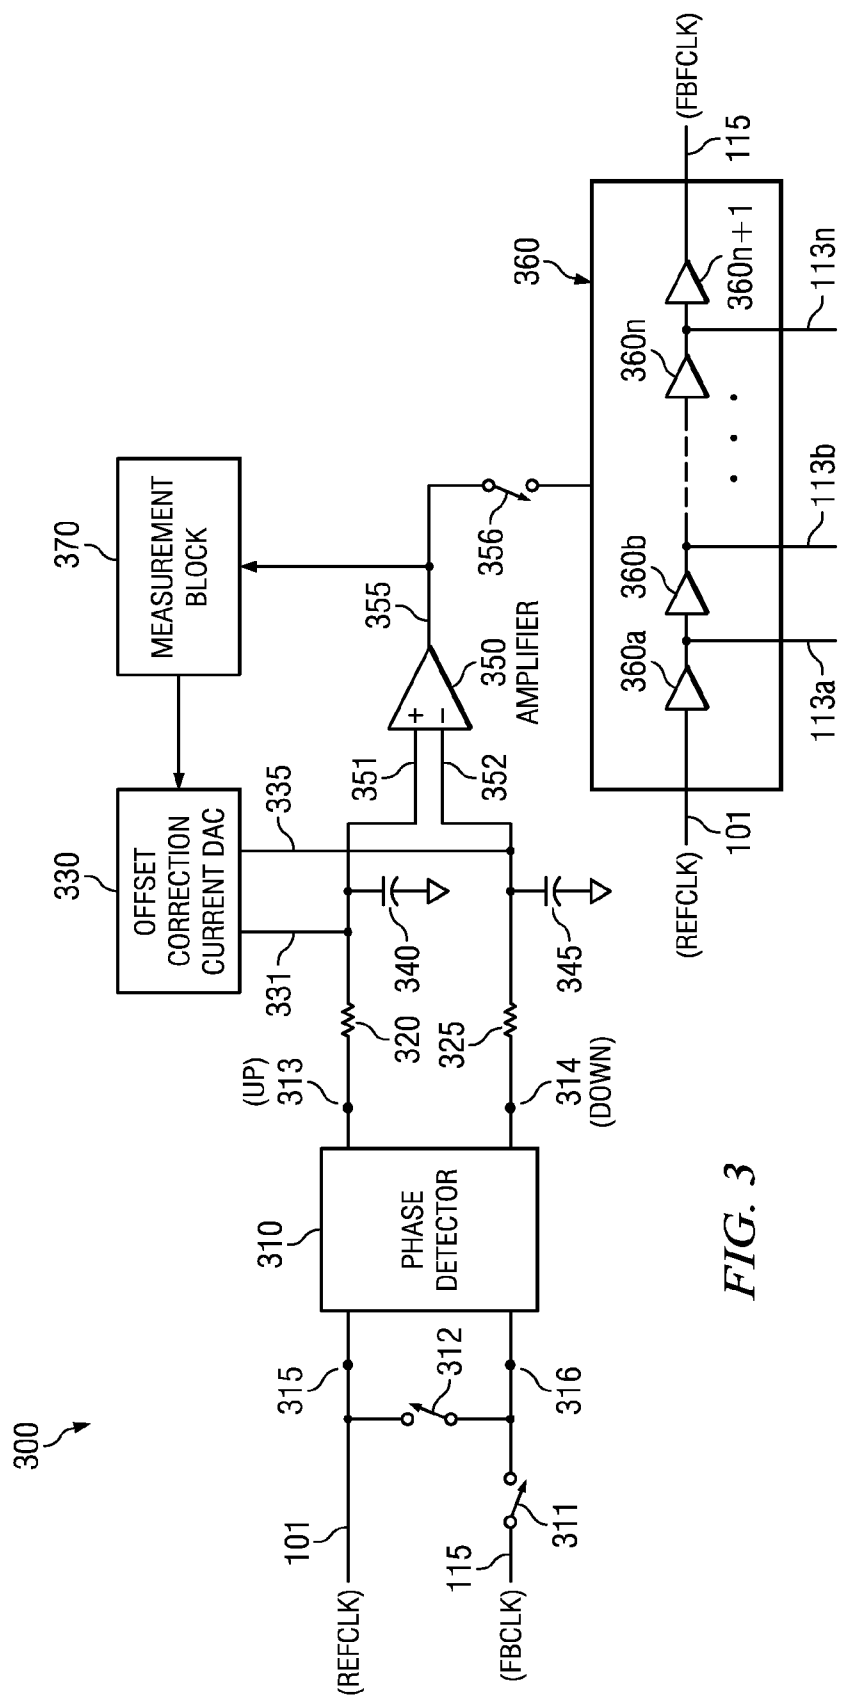 300
(REFCLK)
101
315
312
(FBCLK)
115
311
316
310
PHASE
DETECTOR
(UP)
313
314
(DOWN)
320
325
330
OFFSET
CORRECTION
CURRENT DAC
331
335
340
345
370
MEASUREMENT
BLOCK
351
352
+
−
350
AMPLIFIER
355
356
360
(REFCLK)
101
360a
360b
360n
360n+1
113a
113b
113n
115
(FBFCLK)
FIG. 3